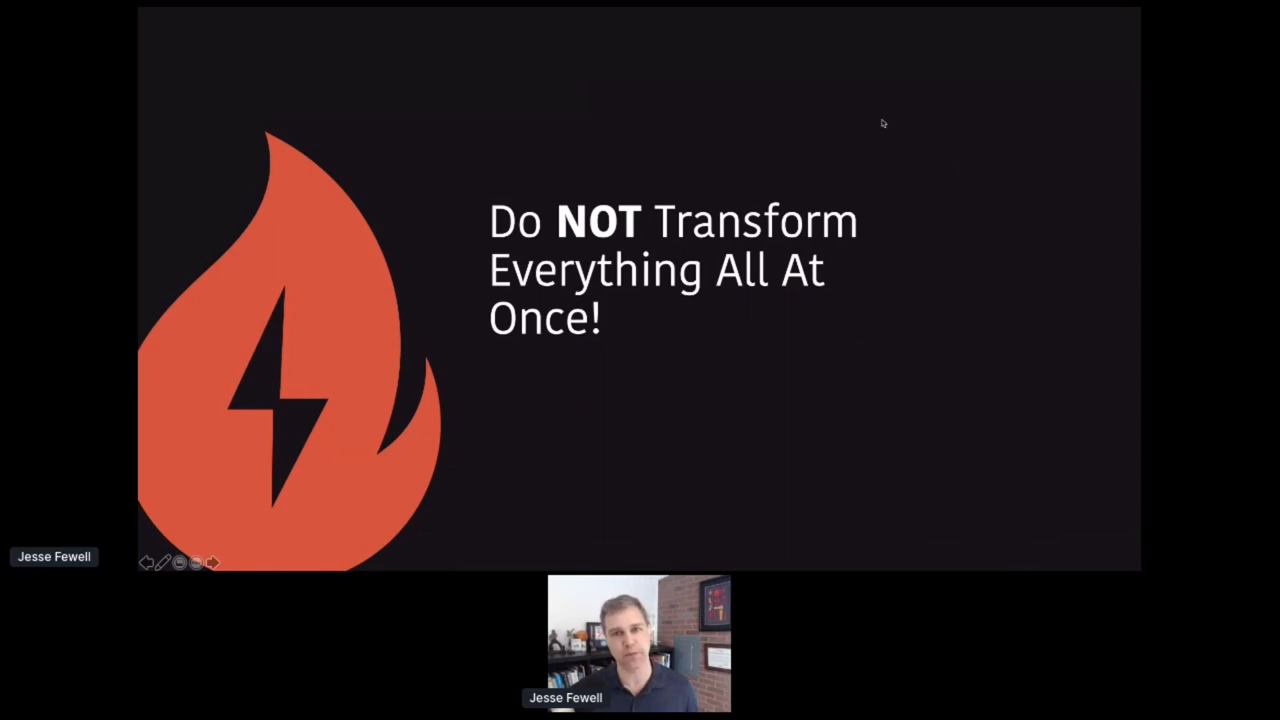 Do NOT Transform
Everything All At
Once!
Jesse Fewell
Jesse Fewell